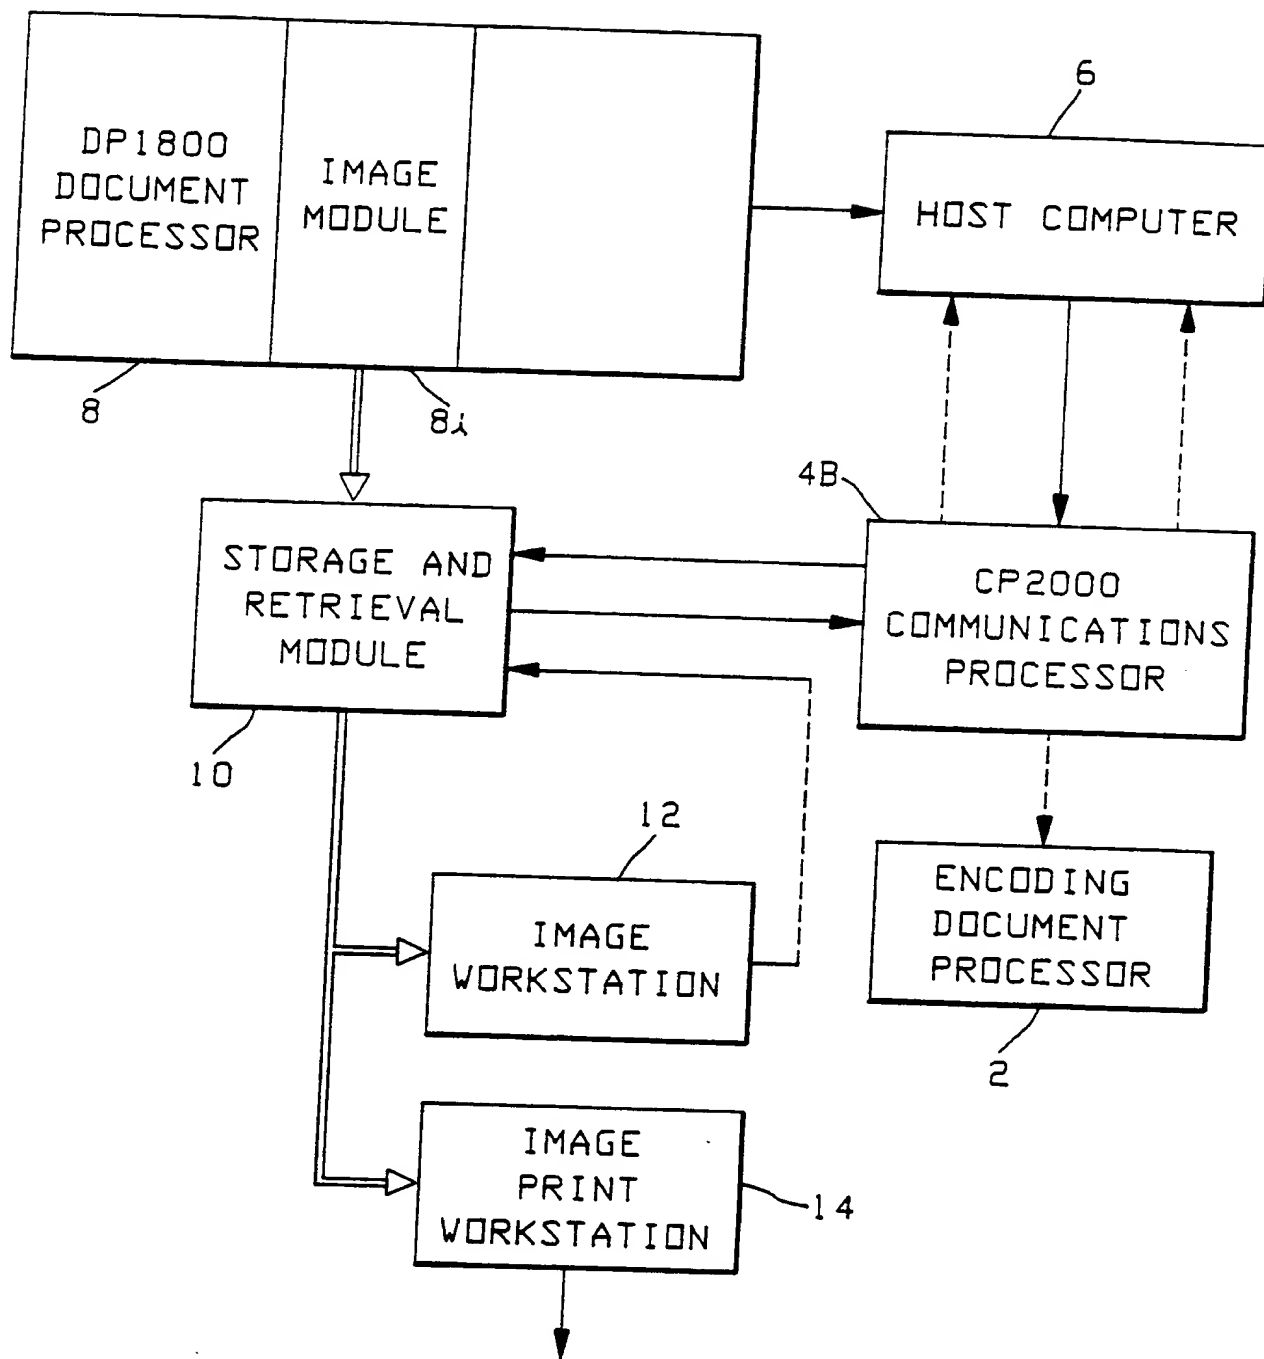 DP1800
DOCUMENT
PROCESSOR
IMAGE
MODULE
6
HOST COMPUTER
8
8i
4B
STORAGE AND
RETRIEVAL
MODULE
CP2000
COMMUNICATIONS
PROCESSOR
10
12
IMAGE
WORKSTATION
ENCODING
DOCUMENT
PROCESSOR
2
IMAGE
PRINT
WORKSTATION
14